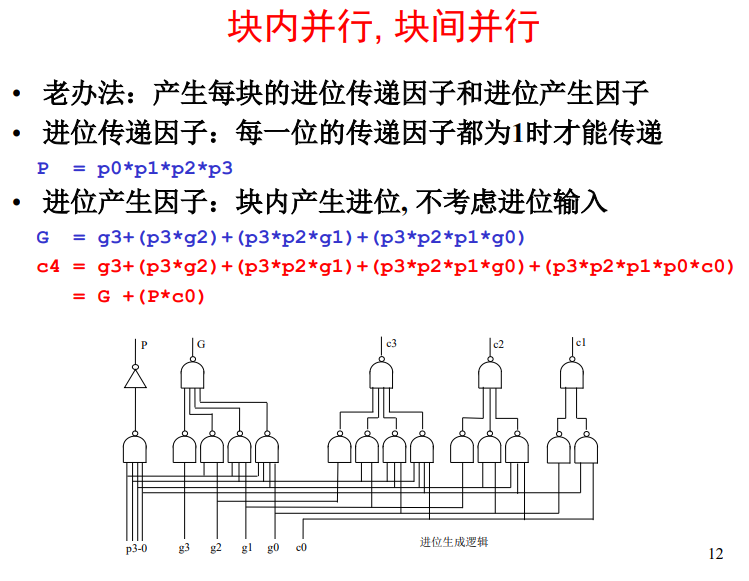 块内并行, 块间并行
• 老办法：产生每块的进位传递因子和进位产生因子
• 进位传递因子：每一位的传递因子都为1时才能传递
P = p0*p1*p2*p3
• 进位产生因子：块内产生进位, 不考虑进位输入
G = g3+(p3*g2)+(p3*p2*g1)+(p3*p2*p1*g0)
c4 = g3+(p3*g2)+(p3*p2*g1)+(p3*p2*p1*g0)+(p3*p2*p1*p0*c0)
= G +(P*c0)
P G c3 c2 c1
p3-0 g3 g2 g1 g0 c0 进位生成逻辑
12